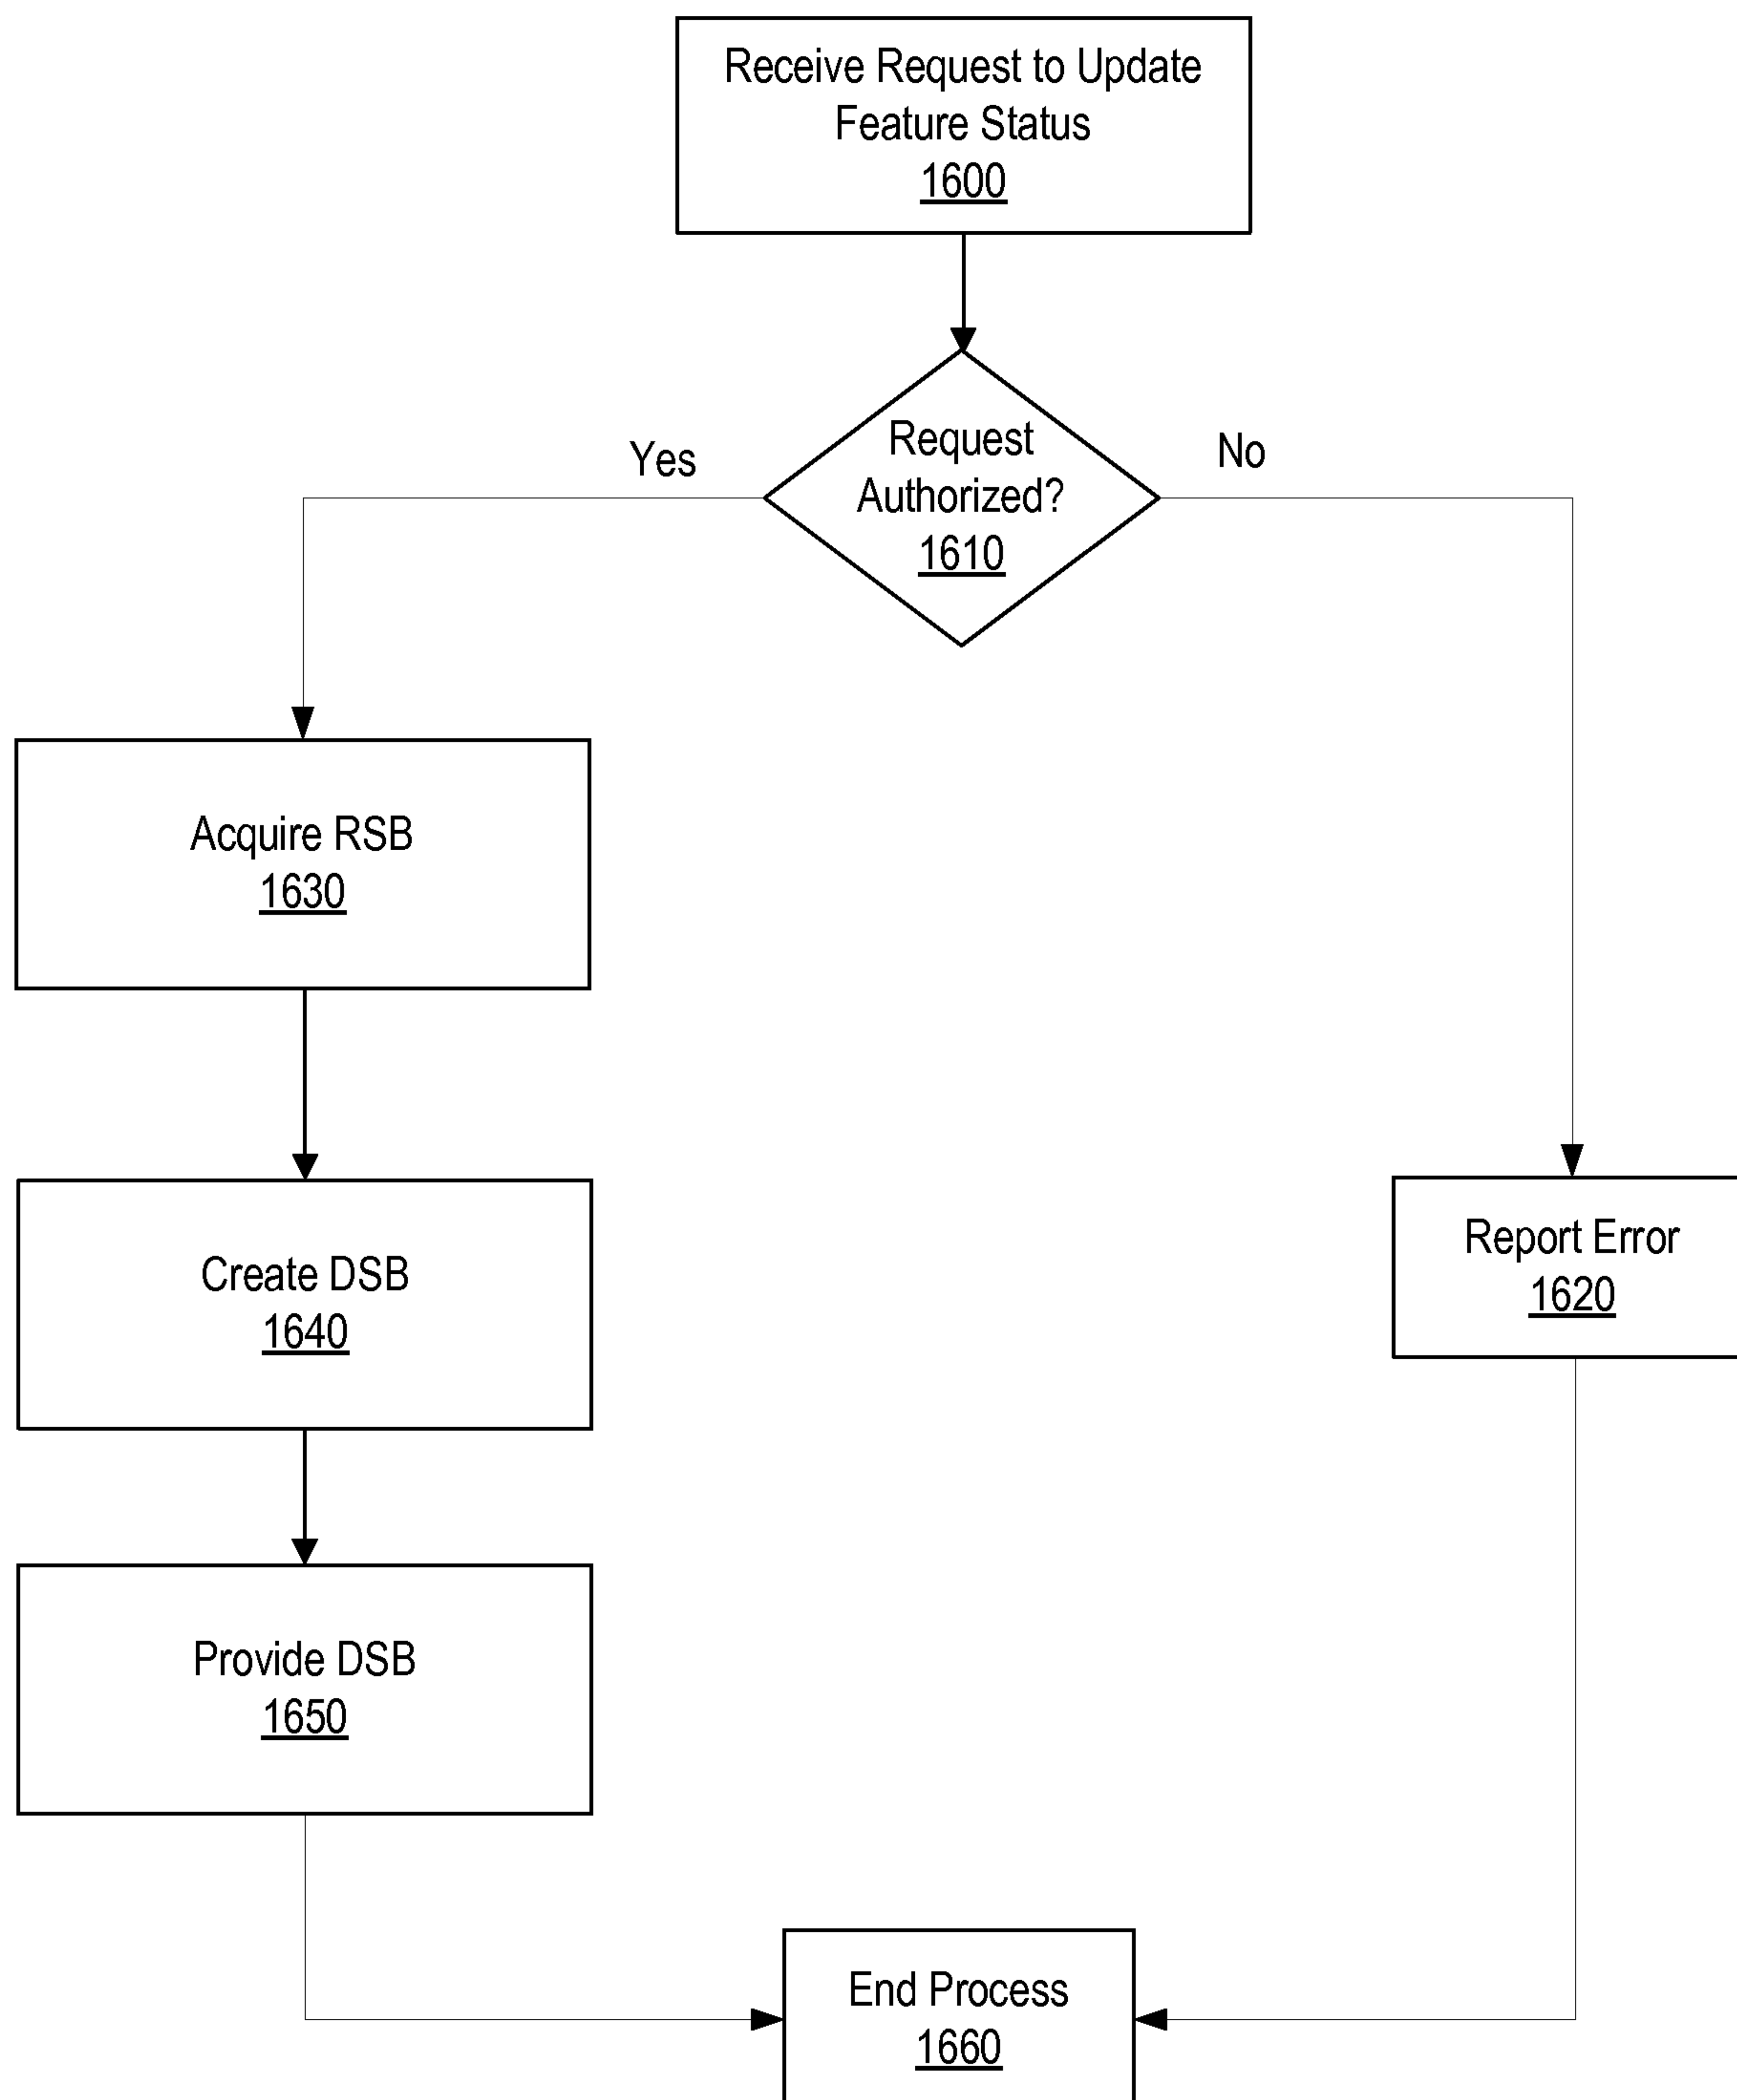 Receive Request to Update
Feature Status
1600
Request
Authorized?
1610
Yes
No
Acquire RSB
1630
Create DSB
1640
Report Error
1620
Provide DSB
1650
End Process
1660